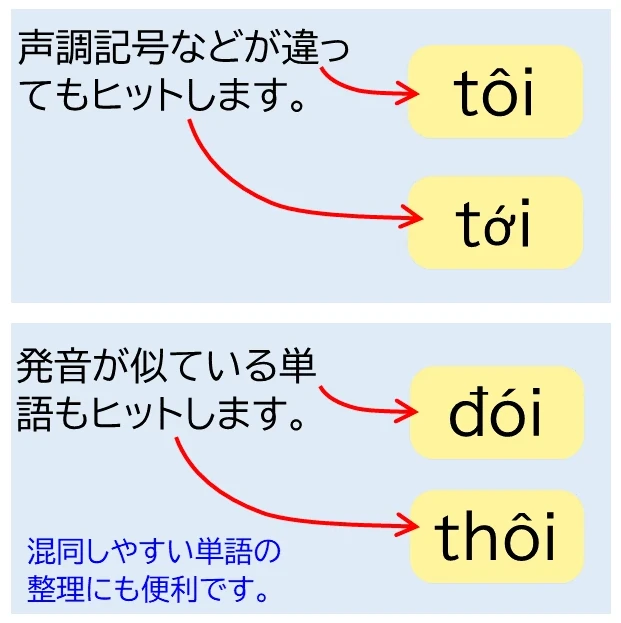 声調記号などが違っ
てもヒットします。
tôi
tới
発音が似ている単
語もヒットします。
đói
thôi
混同しやすい単語の
整理にも便利です。